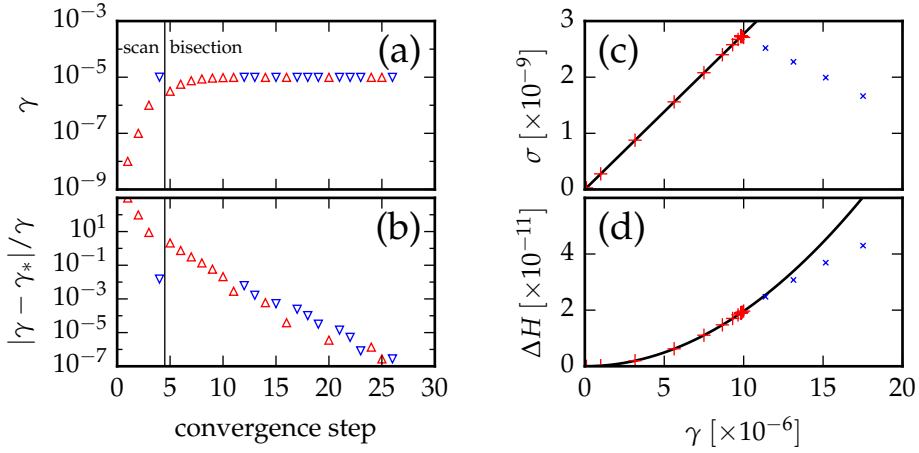 10⁻³
10⁻⁵
10⁻⁷
10⁻⁹
γ
scan
bisection
(a)
10¹
10⁻¹
10⁻³
10⁻⁵
10⁻⁷
|γ − γ*|/γ
(b)
0 5 10 15 20 25 30
convergence step
3
2
1
0
σ [×10⁻⁹]
(c)
4
2
0
ΔH [×10⁻¹¹]
(d)
0 5 10 15 20
γ [×10⁻⁶]